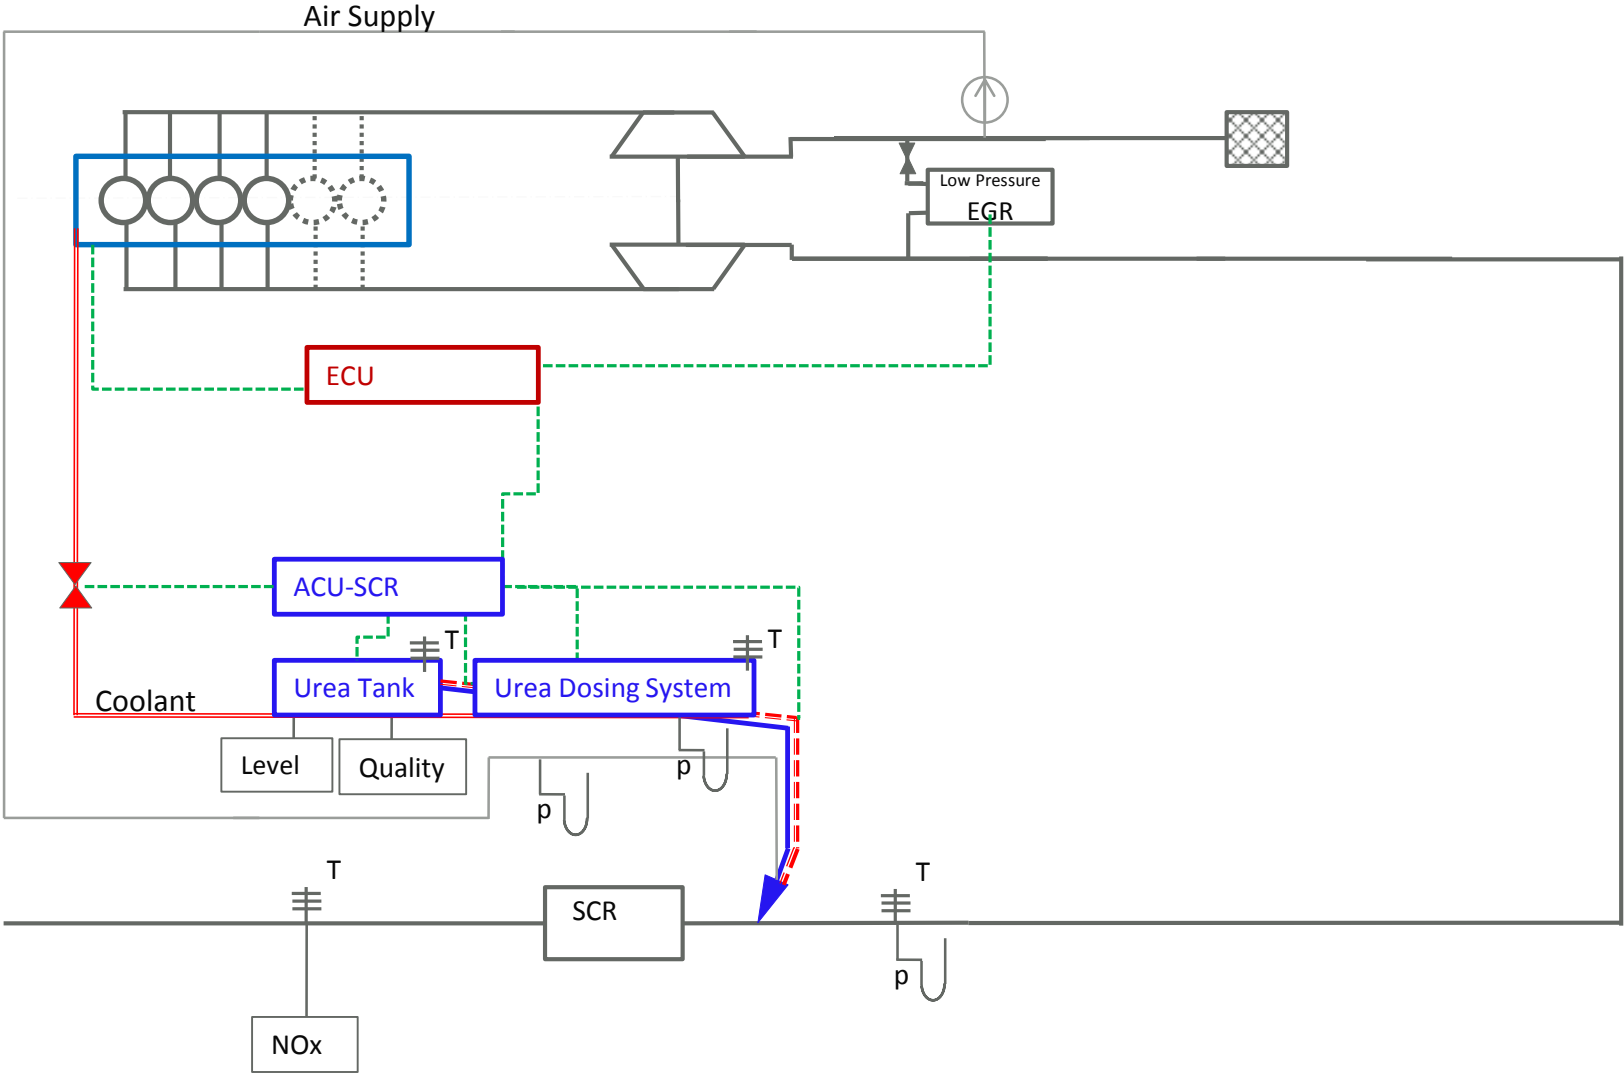 Air Supply
Low Pressure
EGR
ECU
ACU-SCR
T
T
Urea Tank
Urea Dosing System
Coolant
Level
Quality
p
p
T
T
SCR
p
NOx